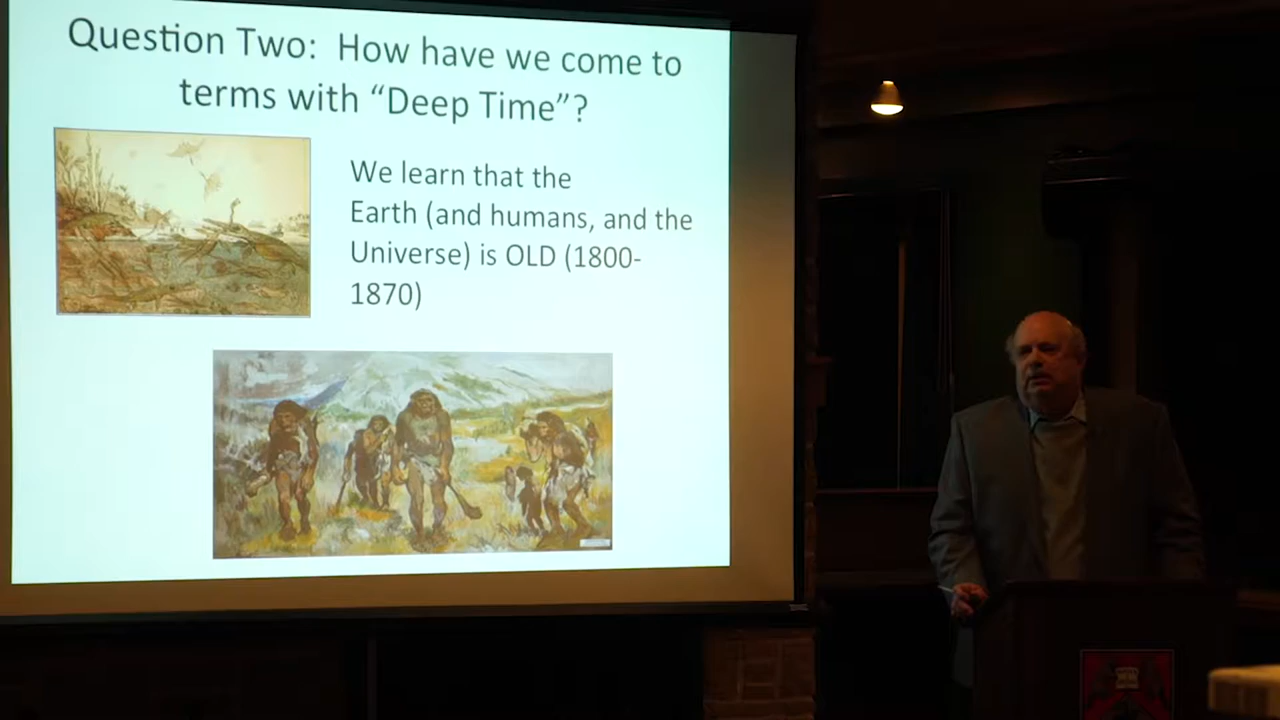 Question Two: How have we come to
terms with “Deep Time”?
We learn that the
Earth (and humans, and the
Universe) is OLD (1800-
1870)